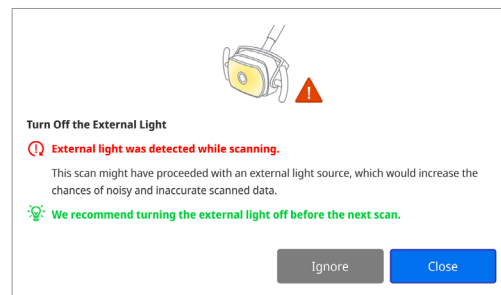 Turn Off the External Light
External light was detected while scanning.
This scan might have proceeded with an external light source, which would increase the
chances of noisy and inaccurate scanned data.
We recommend turning the external light off before the next scan.
Ignore
Close